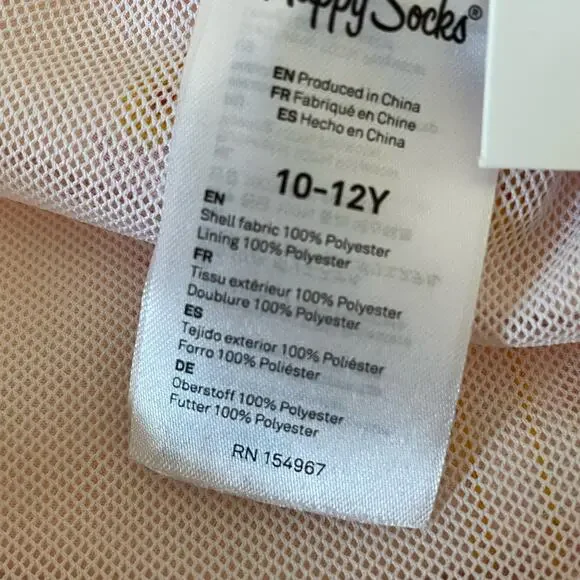 Happy Socks®
EN Produced in China
FR Fabriqué en Chine
ES Hecho en China
10-12Y
EN
Shell fabric 100% Polyester
Lining 100% Polyester
FR
Tissu extérieur 100% Polyester
Doublure 100% Polyester
ES
Tejido exterior 100% Poliéster
Forro 100% Poliéster
DE
Oberstoff 100% Polyester
Futter 100% Polyester
RN 154967